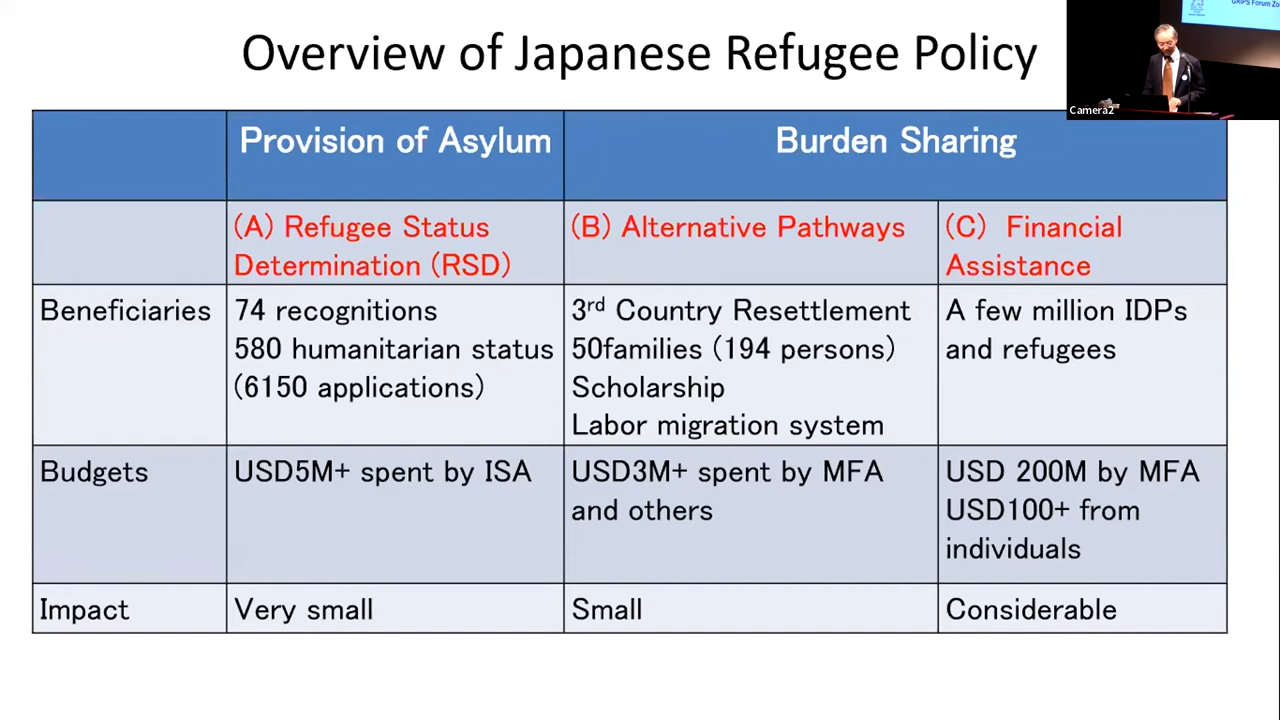 Overview of Japanese Refugee Policy
GRIPS Forum Zo
Camera2
Provision of Asylum
Burden Sharing
(A) Refugee Status
Determination (RSD)
(B) Alternative Pathways
(C) Financial
Assistance
Beneficiaries
74 recognitions
580 humanitarian status
(6150 applications)
3rd Country Resettlement
50families (194 persons)
Scholarship
Labor migration system
A few million IDPs
and refugees
Budgets
USD5M+ spent by ISA
USD3M+ spent by MFA
and others
USD 200M by MFA
USD100+ from
individuals
Impact
Very small
Small
Considerable